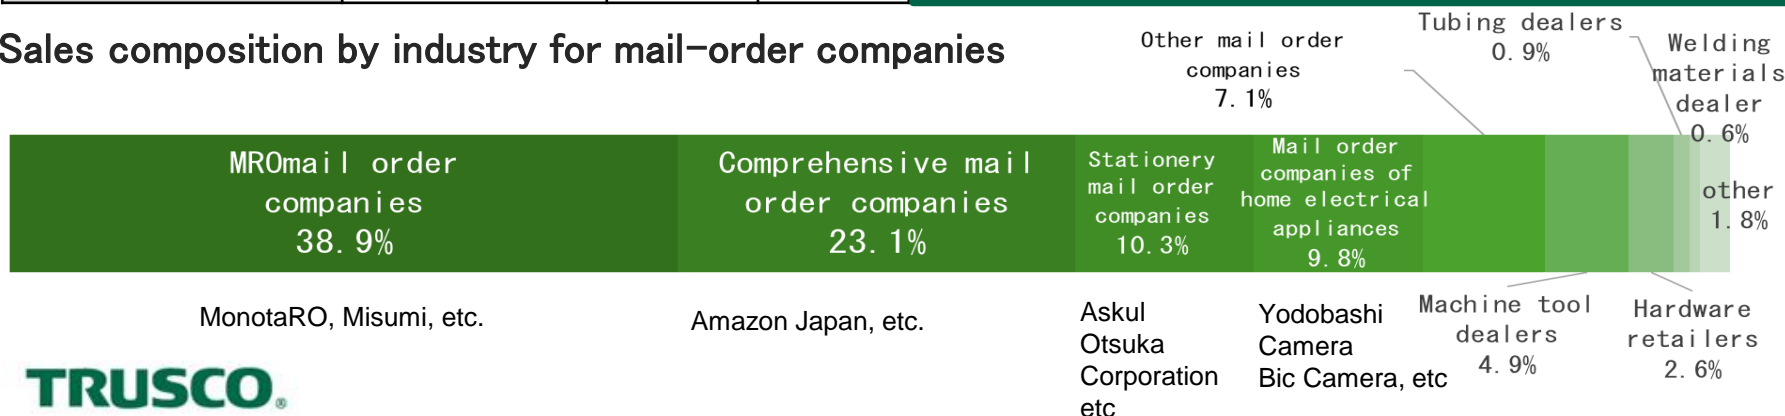 Sales composition by industry for mail-order companies
Other mail order
companies
7.1%
Tubing dealers
0.9%
Welding
materials
dealer
0.6%
MROmail order
companies
38.9%
Comprehensive mail
order companies
23.1%
Stationery
mail order
companies
10.3%
Mail order
companies of
home electrical
appliances
9.8%
other
1.8%
MonotaRO, Misumi, etc.
Amazon Japan, etc.
Askul
Otsuka
Corporation
etc
Yodobashi
Camera
Bic Camera, etc
Machine tool
dealers
4.9%
Hardware
retailers
2.6%
TRUSCO®